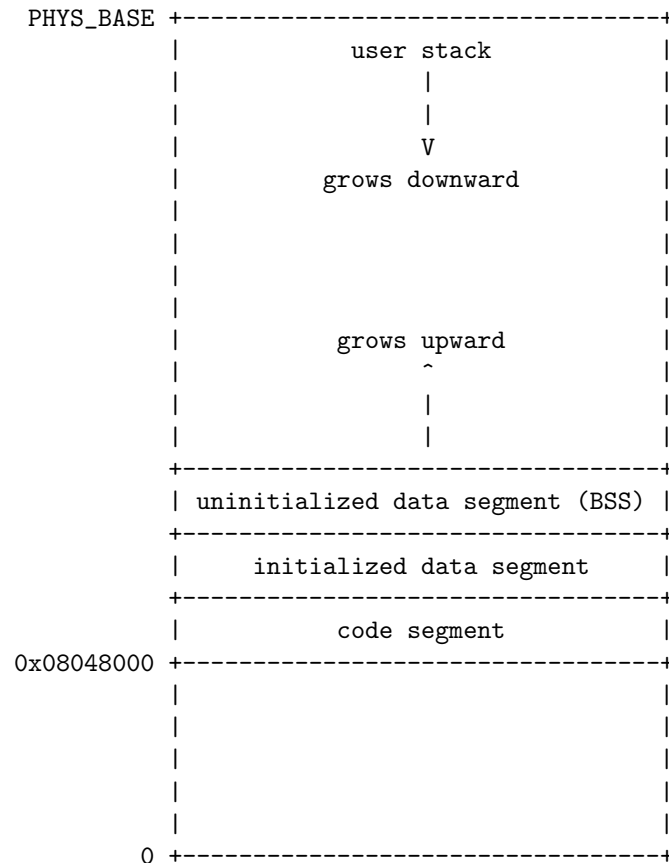 PHYS_BASE +----------------------------------+
| user stack |
| | |
| | |
| V |
| grows downward |
| |
| |
| |
| |
| grows upward |
| ^ |
| | |
| | |
+----------------------------------+
| uninitialized data segment (BSS) |
+----------------------------------+
| initialized data segment |
+----------------------------------+
| code segment |
0x08048000 +----------------------------------+
| |
| |
| |
| |
| |
0 +----------------------------------+